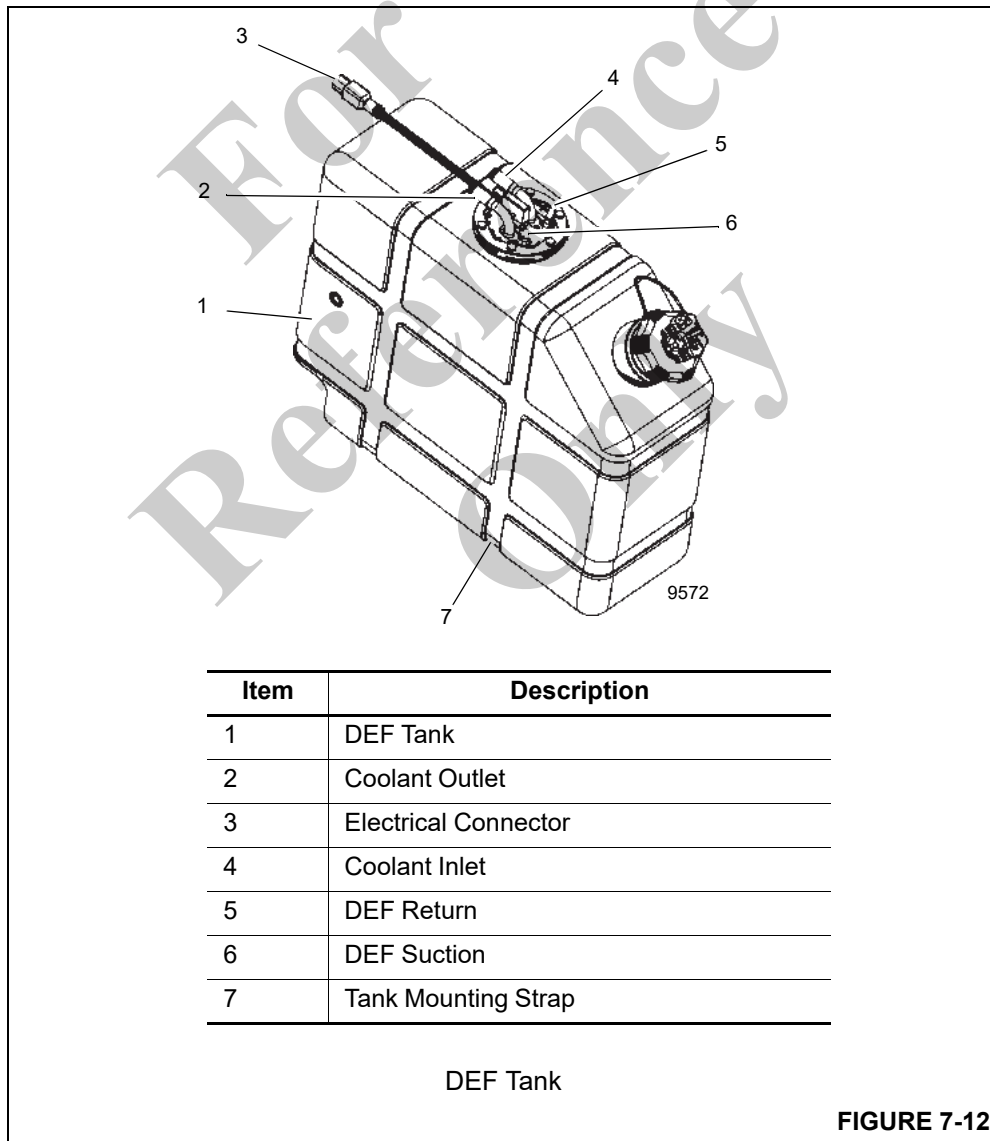 For
Reference
Only
3
4
5
2
6
1
9572
7
Item Description
1 DEF Tank
2 Coolant Outlet
3 Electrical Connector
4 Coolant Inlet
5 DEF Return
6 DEF Suction
7 Tank Mounting Strap
DEF Tank
FIGURE 7-12